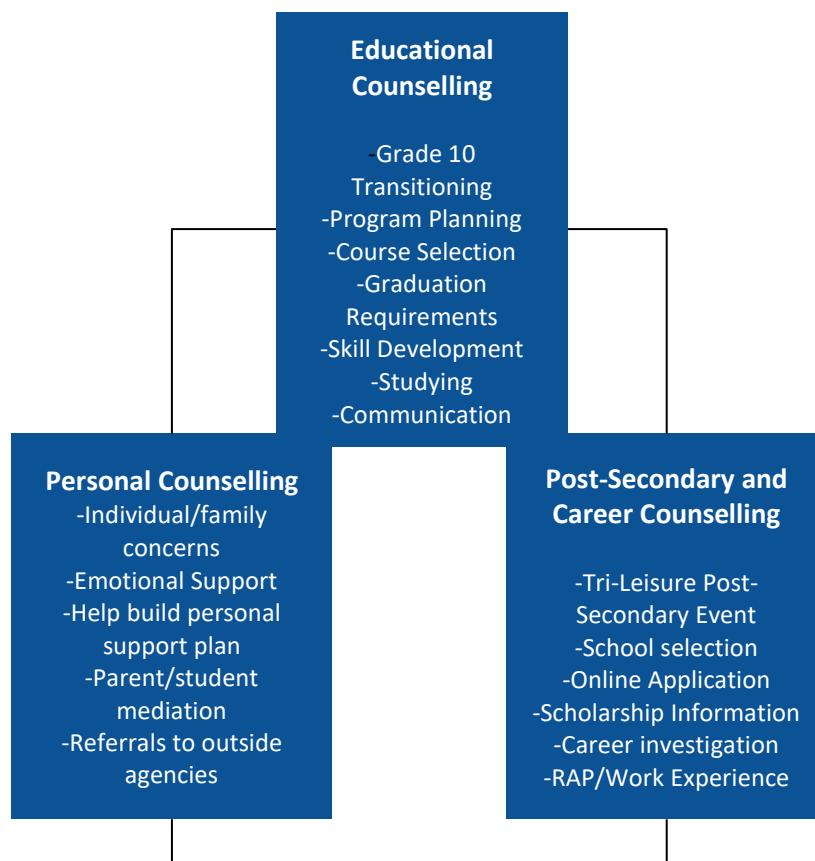 Educational
Counselling
-Grade 10
Transitioning
-Program Planning
-Course Selection
-Graduation
Requirements
-Skill Development
-Studying
-Communication
Personal Counselling
-Individual/family
concerns
-Emotional Support
-Help build personal
support plan
-Parent/student
mediation
-Referrals to outside
agencies
Post-Secondary and
Career Counselling
-Tri-Leisure Post-
Secondary Event
-School selection
-Online Application
-Scholarship Information
-Career investigation
-RAP/Work Experience